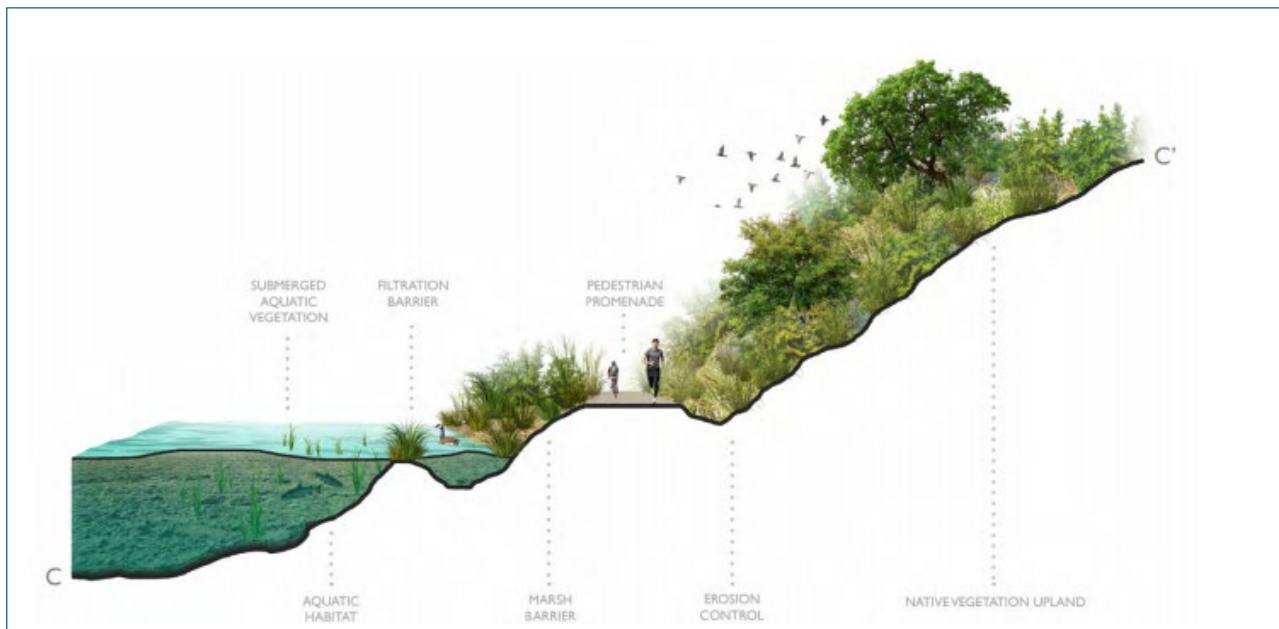 C'
SUBMERGED
AQUATIC
VEGETATION
FILTRATION
BARRIER
PEDESTRIAN
PROMENADE
C
AQUATIC
HABITAT
MARSH
BARRIER
EROSION
CONTROL
NATIVE VEGETATION UPLAND